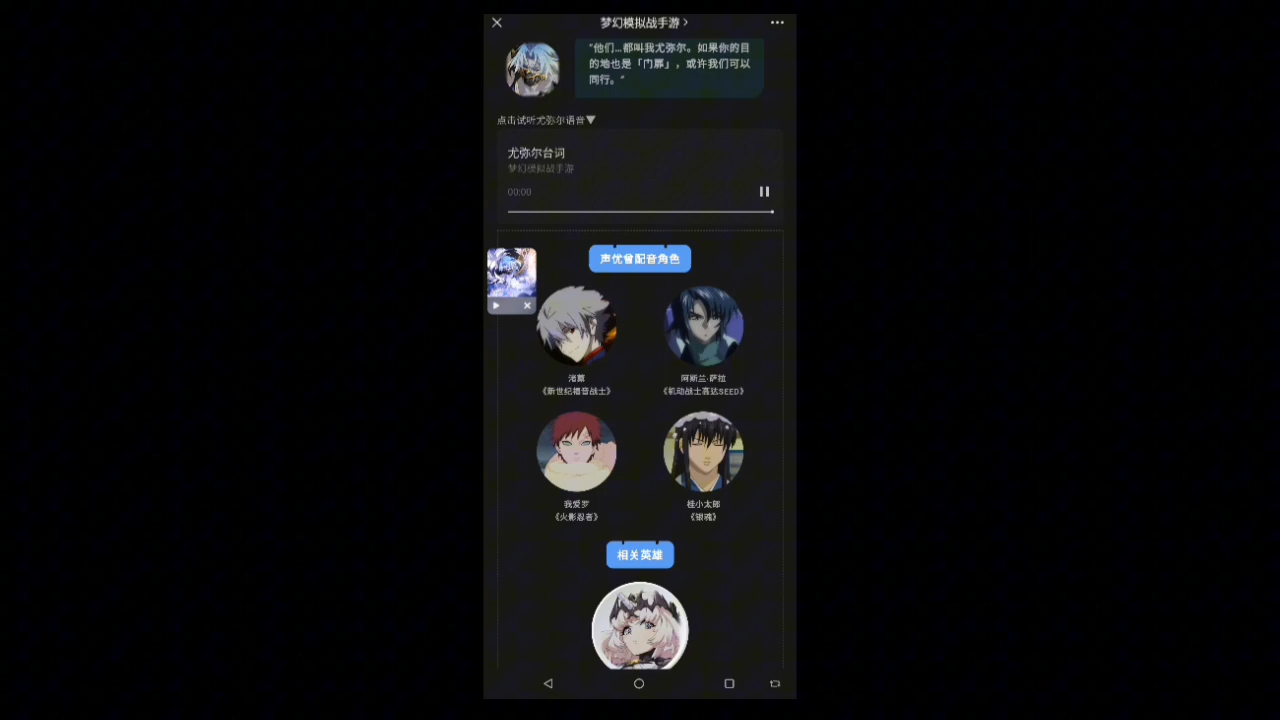 梦幻模拟战手游
“他们…都叫我尤弥尔。如果你的目
的地也是「门扉」，或许我们可以
同行。”
点击试听尤弥尔语音▼
尤弥尔台词
梦幻模拟战手游
00:00
声优曾配音角色
渚薰
《新世纪福音战士》
阿斯兰·萨拉
《机动战士高达SEED》
我爱罗
《火影忍者》
桂小太郎
《银魂》
相关英雄